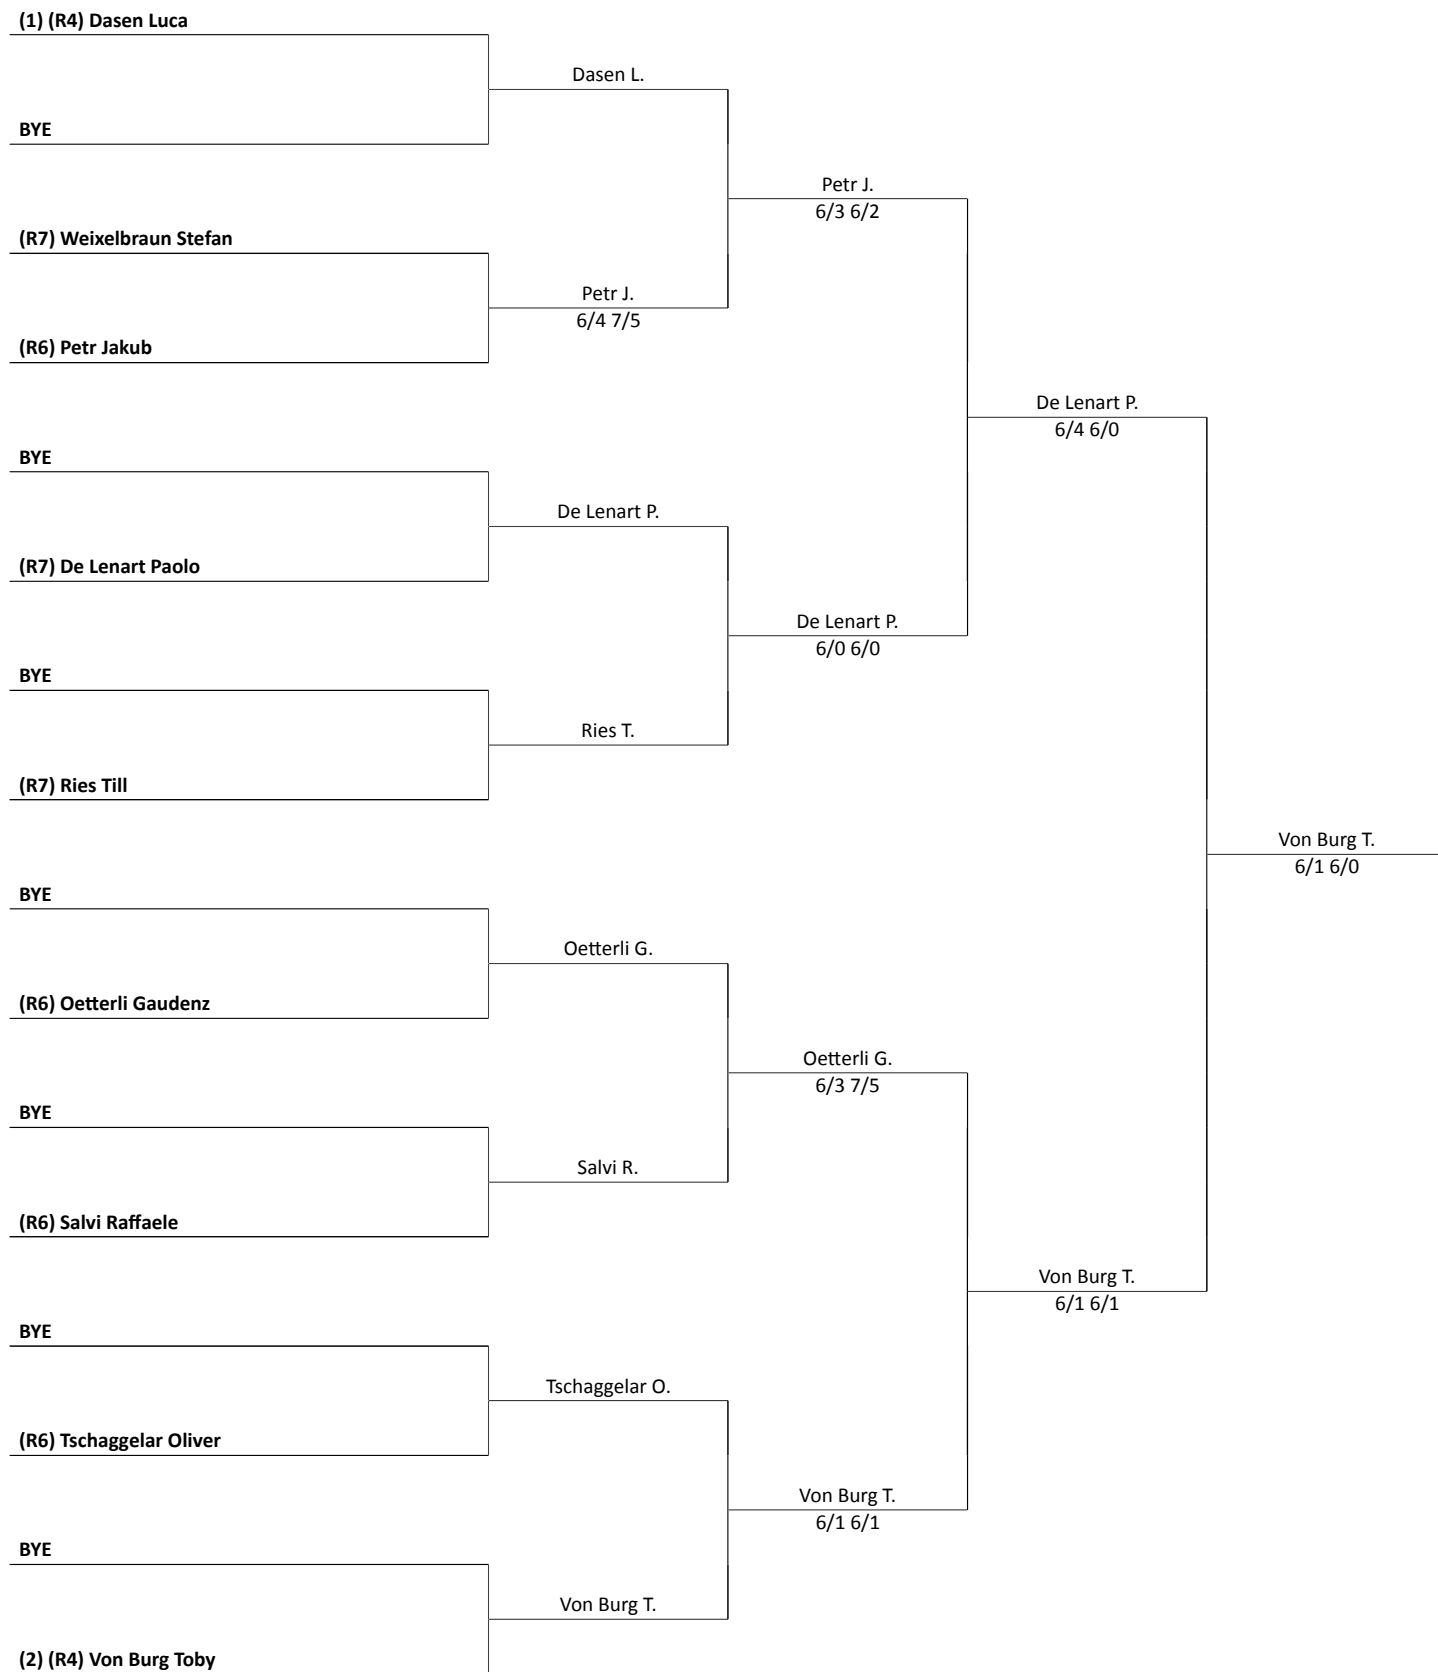 (1) (R4) Dasen Luca
Dasen L.
BYE
Petr J.
6/3 6/2
(R7) Weixelbraun Stefan
Petr J.
6/4 7/5
(R6) Petr Jakub
De Lenart P.
6/4 6/0
BYE
De Lenart P.
(R7) De Lenart Paolo
De Lenart P.
6/0 6/0
BYE
Ries T.
(R7) Ries Till
Von Burg T.
6/1 6/0
BYE
Oetterli G.
(R6) Oetterli Gaudenz
Oetterli G.
6/3 7/5
BYE
Salvi R.
(R6) Salvi Raffaele
Von Burg T.
6/1 6/1
BYE
Tschaggelar O.
(R6) Tschaggelar Oliver
Von Burg T.
6/1 6/1
BYE
Von Burg T.
(2) (R4) Von Burg Toby